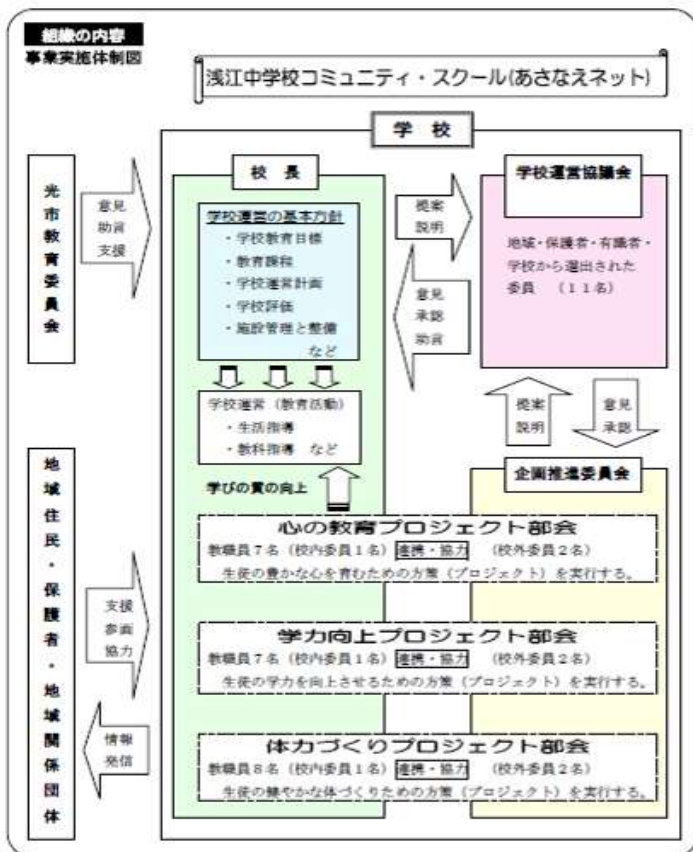 組織の内容
事業実施体制図
浅江中学校コミュニティ・スクール(あさなえネット)
学 校
光市教育委員会
意見
助言
支援
校 長
学校運営の基本方針
・学校教育目標
・教育課程
・学校運営計画
・学校評価
・施設管理と整備
など
提案
説明
意見
承認
助言
学校運営協議会
地域・保護者・有識者・
学校から選出された
委員 (11名)
学校運営(教育活動)
・生活指導
・教科指導 など
学びの質の向上
提案
説明
意見
承認
企画推進委員会
地域住民・保護者・地域関係団体
支援
参画
協力
情報
発信
心の教育プロジェクト部会
教職員7名(校内委員1名) 連携・協力 (校外委員2名)
生徒の豊かな心を育むための方策(プロジェクト)を実行する。
学力向上プロジェクト部会
教職員7名(校内委員1名) 連携・協力 (校外委員2名)
生徒の学力を向上させるための方策(プロジェクト)を実行する。
体力づくりプロジェクト部会
教職員8名(校内委員1名) 連携・協力 (校外委員2名)
生徒の健やかな体づくりための方策(プロジェクト)を実行する。